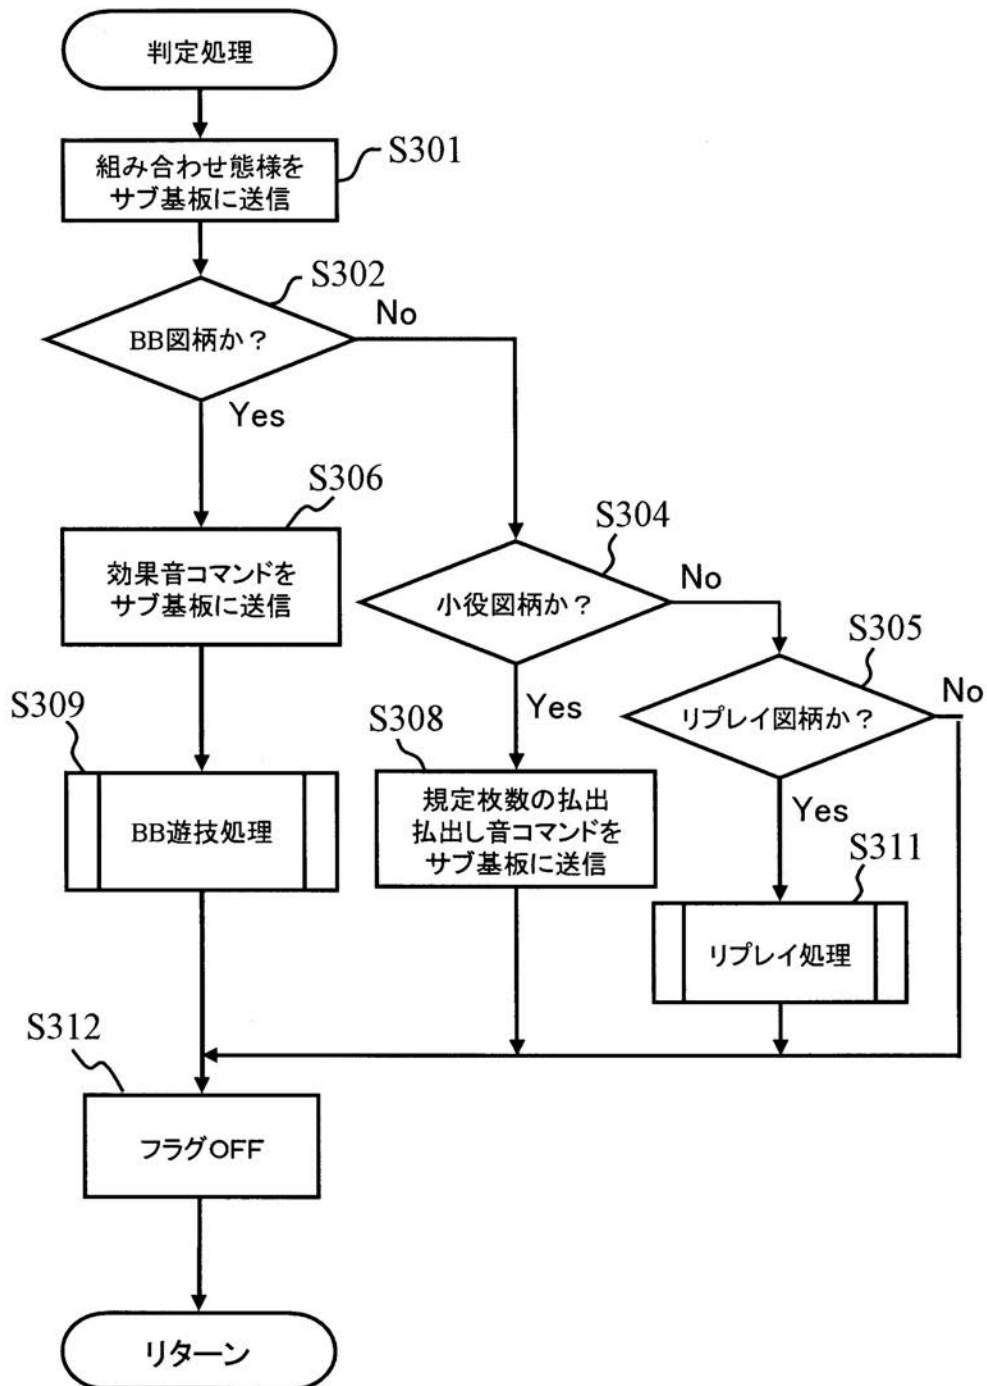 判定処理
組み合わせ態様を
サブ基板に送信
S301
S302
BB図柄か？
No
Yes
S306
効果音コマンドを
サブ基板に送信
S304
小役図柄か？
No
Yes
S305
リプレイ図柄か？
No
Yes
S309
BB遊技処理
S308
規定枚数の払出
払出し音コマンドを
サブ基板に送信
S311
リプレイ処理
S312
フラグOFF
リターン